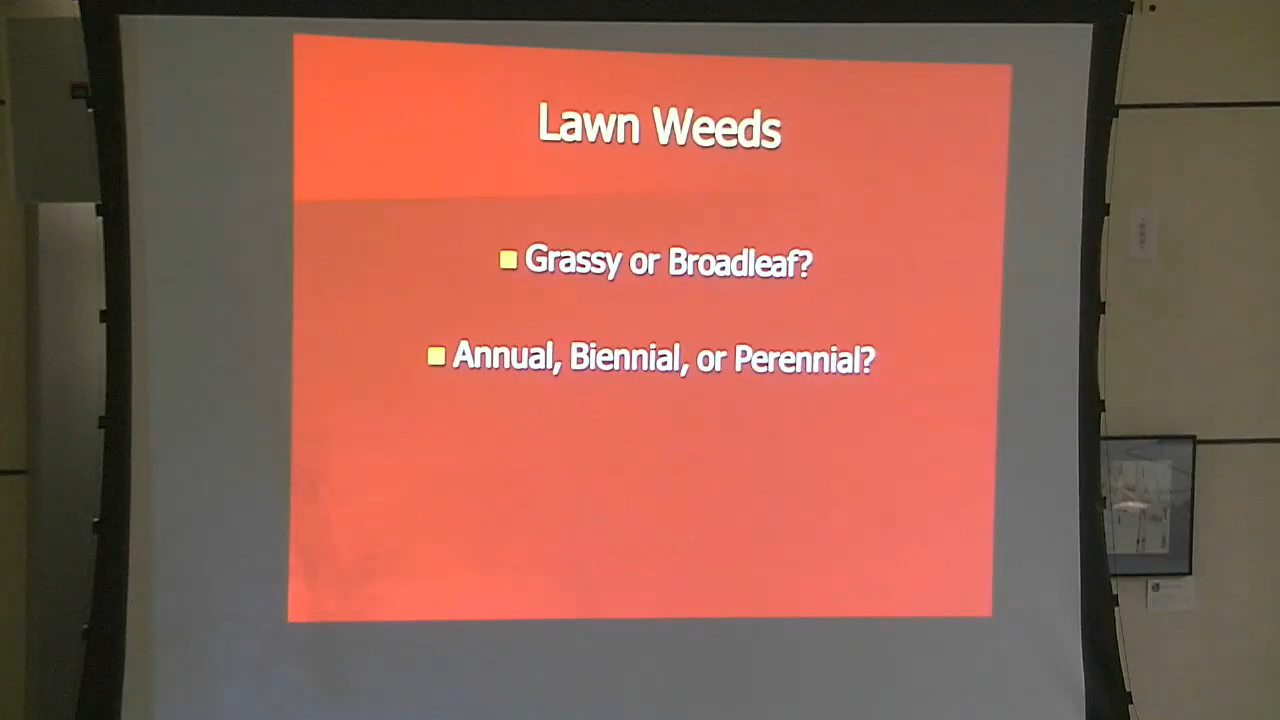 Lawn Weeds
Grassy or Broadleaf?
Annual, Biennial, or Perennial?